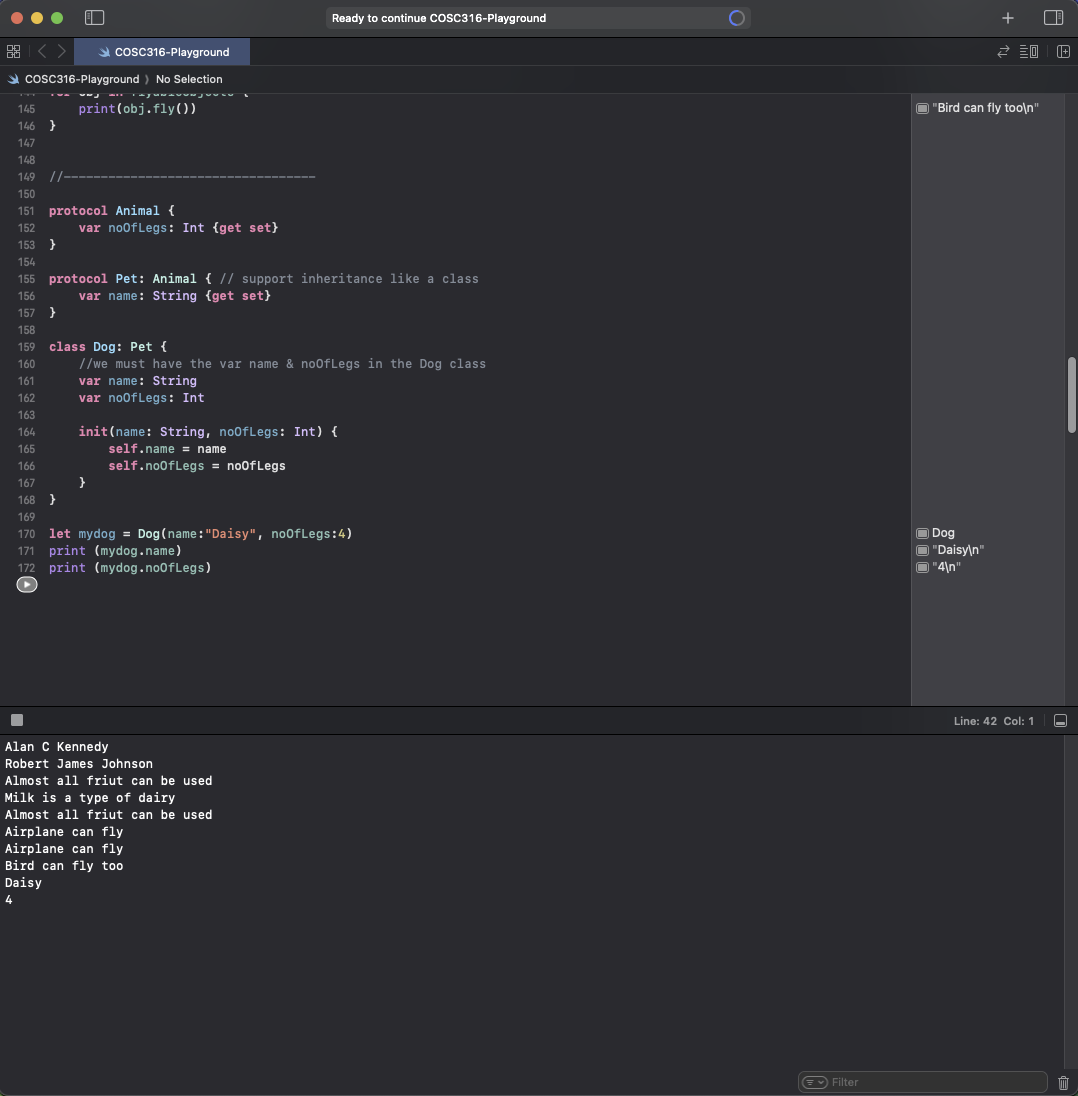 Ready to continue COSC316-Playground
COSC316-Playground
COSC316-Playground ⟩ No Selection
145     print(obj.fly()) "Bird can fly too\n"
146 }
147
148
149 //----------------------------------
150
151 protocol Animal {
152     var noOfLegs: Int {get set}
153 }
154
155 protocol Pet: Animal { // support inheritance like a class
156     var name: String {get set}
157 }
158
159 class Dog: Pet {
160     //we must have the var name & noOfLegs in the Dog class
161     var name: String
162     var noOfLegs: Int
163
164     init(name: String, noOfLegs: Int) {
165         self.name = name
166         self.noOfLegs = noOfLegs
167     }
168 }
169
170 let mydog = Dog(name:"Daisy", noOfLegs:4) Dog
171 print (mydog.name) "Daisy\n"
172 print (mydog.noOfLegs) "4\n"
Line: 42 Col: 1
Alan C Kennedy
Robert James Johnson
Almost all friut can be used
Milk is a type of dairy
Almost all friut can be used
Airplane can fly
Airplane can fly
Bird can fly too
Daisy
4
Filter